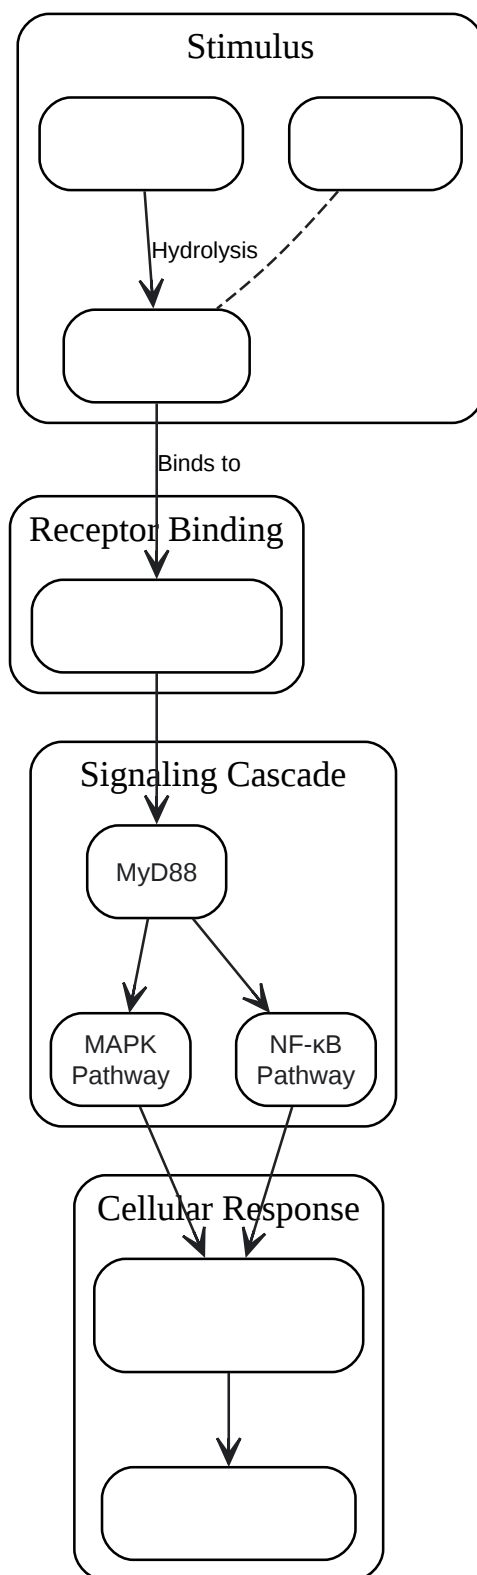 Stimulus
Hydrolysis
Binds to
Receptor Binding
Signaling Cascade
MyD88
MAPK
Pathway
NF-κB
Pathway
Cellular Response